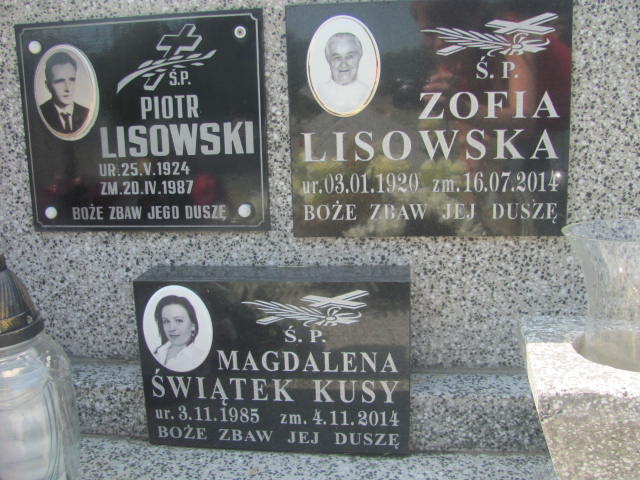 Ś.P.
PIOTR
LISOWSKI
UR.25.V.1924
ZM.20.IV.1987
BOŻE ZBAW JEGO DUSZĘ
Ś. P.
ZOFIA
LISOWSKA
ur.03.01.1920 zm.16.07.2014
BOŻE ZBAW JEJ DUSZĘ
Ś. P.
MAGDALENA
ŚWIĄTEK KUSY
ur.3.11.1985 zm.4.11.2014
BOŻE ZBAW JEJ DUSZĘ